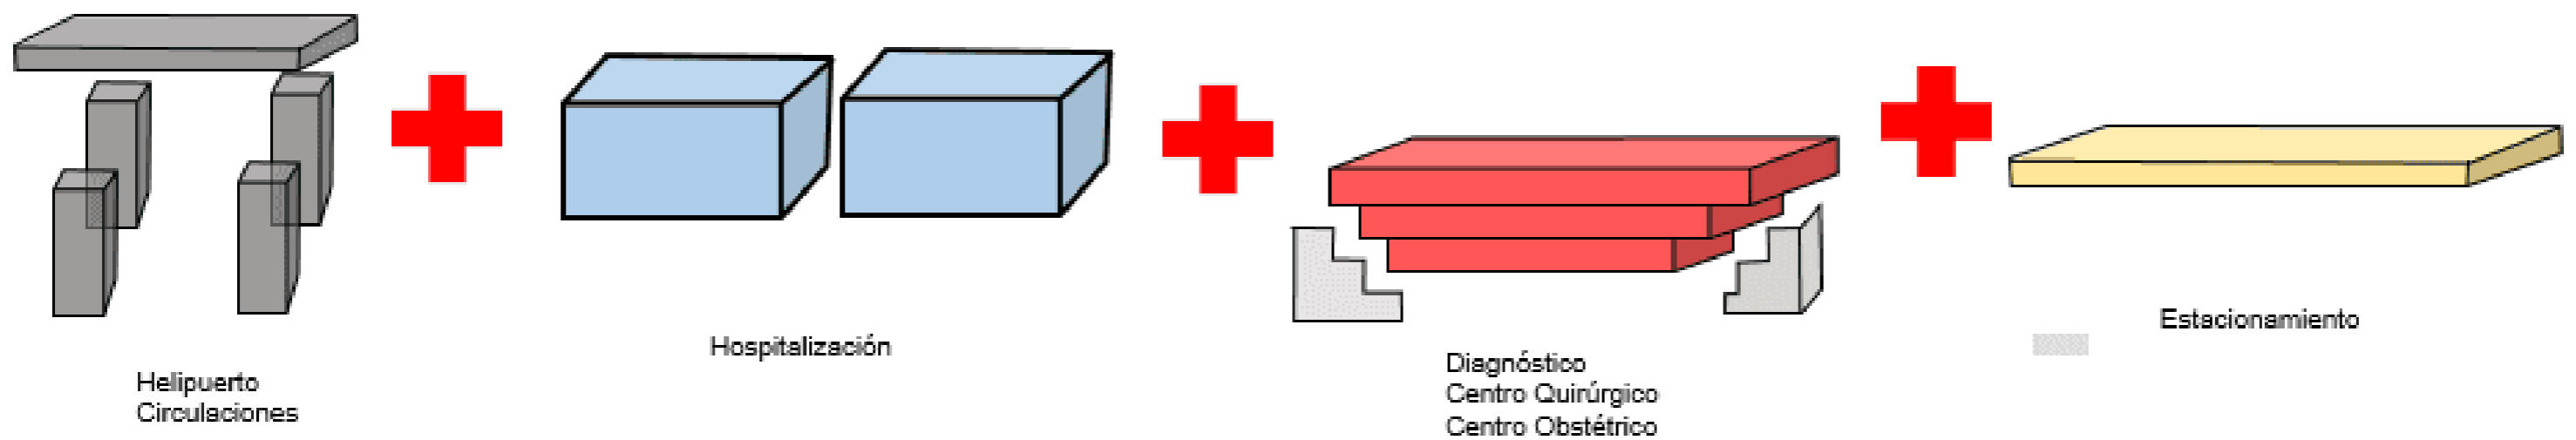 Helipuerto
Circulaciones
Hospitalización
Diagnóstico
Centro Quirúrgico
Centro Obstétrico
Estacionamiento